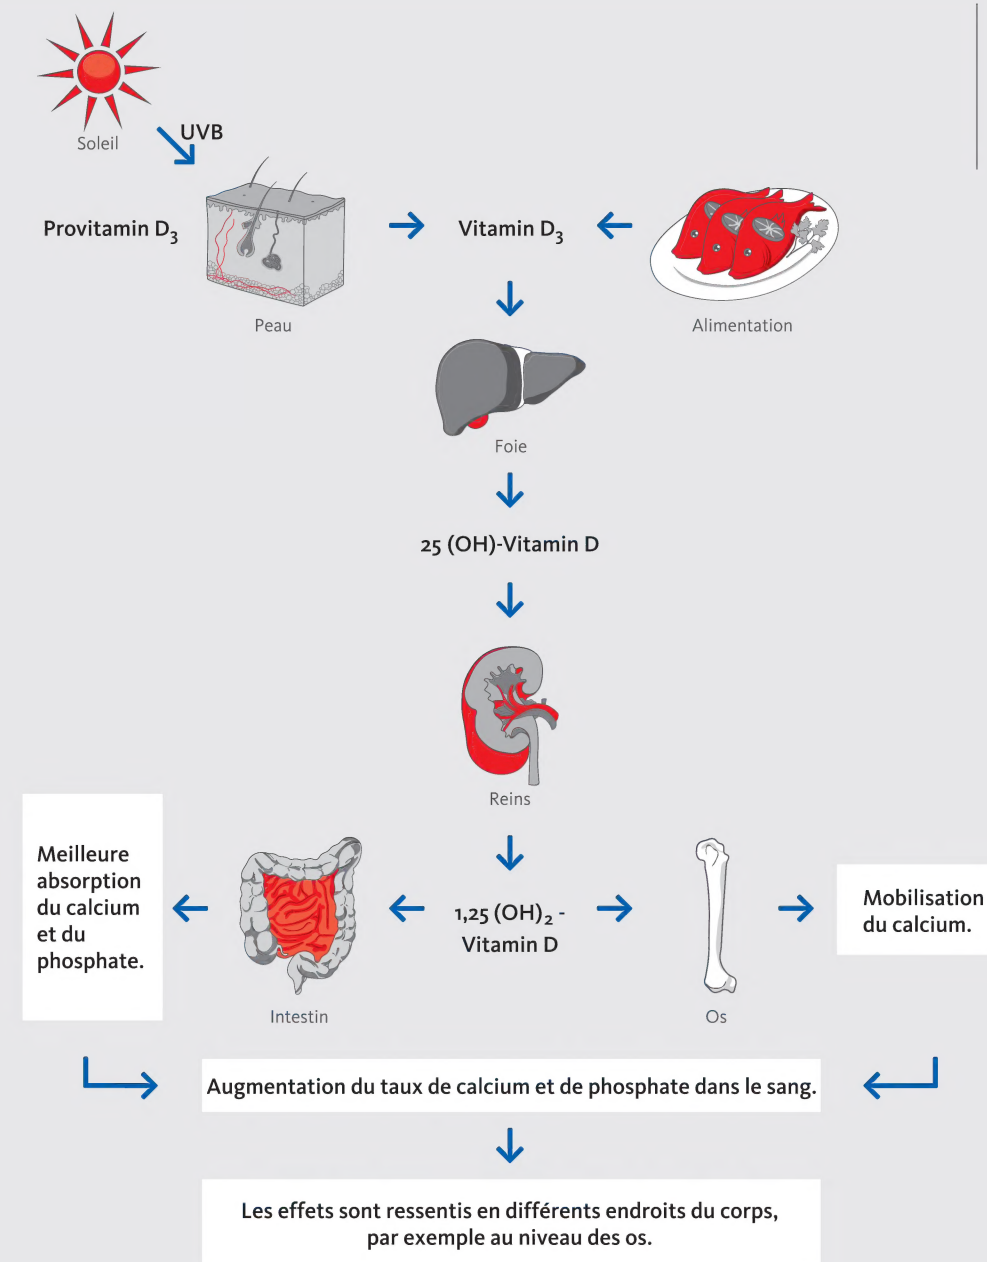 Soleil
UVB
Provitamin D₃
Vitamin D₃
Peau
Alimentation
Foie
25 (OH)-Vitamin D
Reins
Meilleure
absorption
du calcium
et du
phosphate.
1,25 (OH)₂ -
Vitamin D
Mobilisation
du calcium.
Intestin
Os
Augmentation du taux de calcium et de phosphate dans le sang.
Les effets sont ressentis en différents endroits du corps,
par exemple au niveau des os.